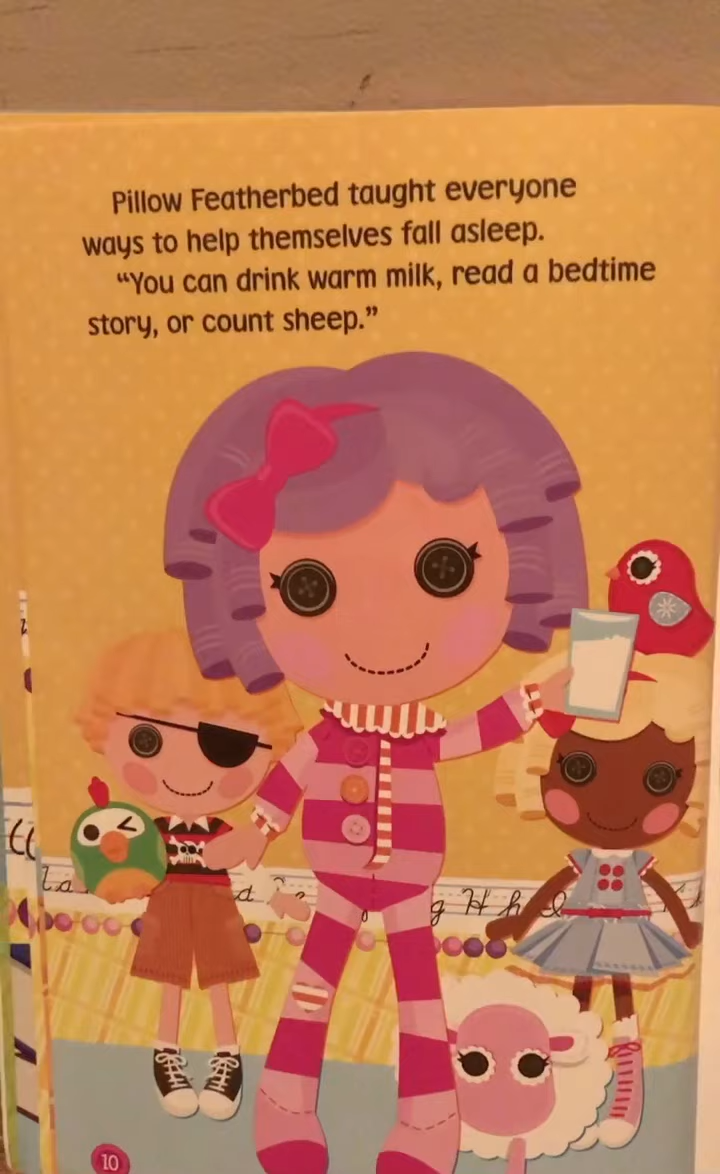 Pillow Featherbed taught everyone
ways to help themselves fall asleep.
“You can drink warm milk, read a bedtime
story, or count sheep.”
g H h
10